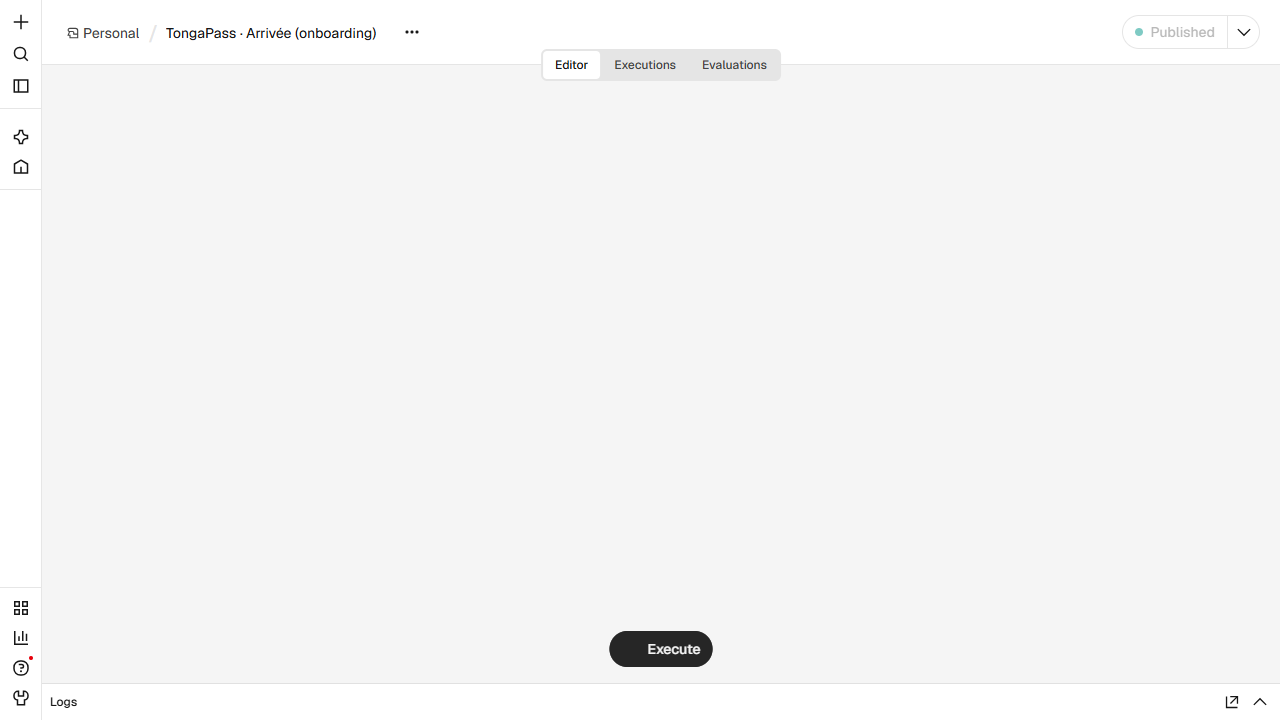 Personal / TongaPass · Arrivée (onboarding) ···
Published
Editor Executions Evaluations
Execute
Logs